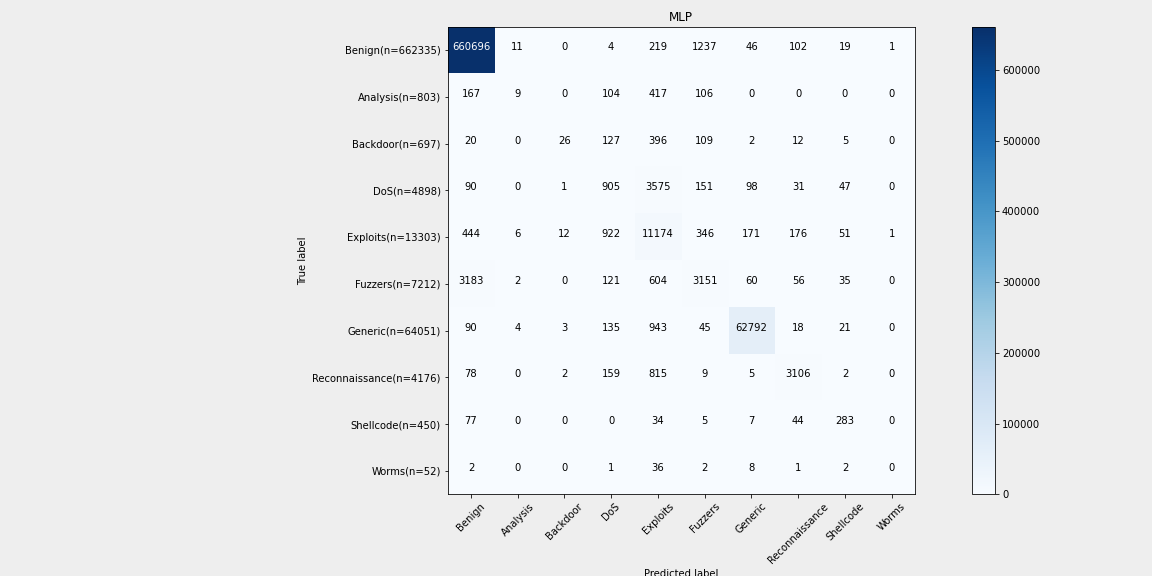 MLP
Benign(n=662335) 660696 11 0 4 219 1237 46 102 19 1
Analysis(n=803) 167 9 0 104 417 106 0 0 0 0
Backdoor(n=697) 20 0 26 127 396 109 2 12 5 0
DoS(n=4898) 90 0 1 905 3575 151 98 31 47 0
Exploits(n=13303) 444 6 12 922 11174 346 171 176 51 1
Fuzzers(n=7212) 3183 2 0 121 604 3151 60 56 35 0
Generic(n=64051) 90 4 3 135 943 45 62792 18 21 0
Reconnaissance(n=4176) 78 0 2 159 815 9 5 3106 2 0
Shellcode(n=450) 77 0 0 0 34 5 7 44 283 0
Worms(n=52) 2 0 0 1 36 2 8 1 2 0
True label
Benign Analysis Backdoor DoS Exploits Fuzzers Generic Reconnaissance Shellcode Worms
Predicted label
600000
500000
400000
300000
200000
100000
0